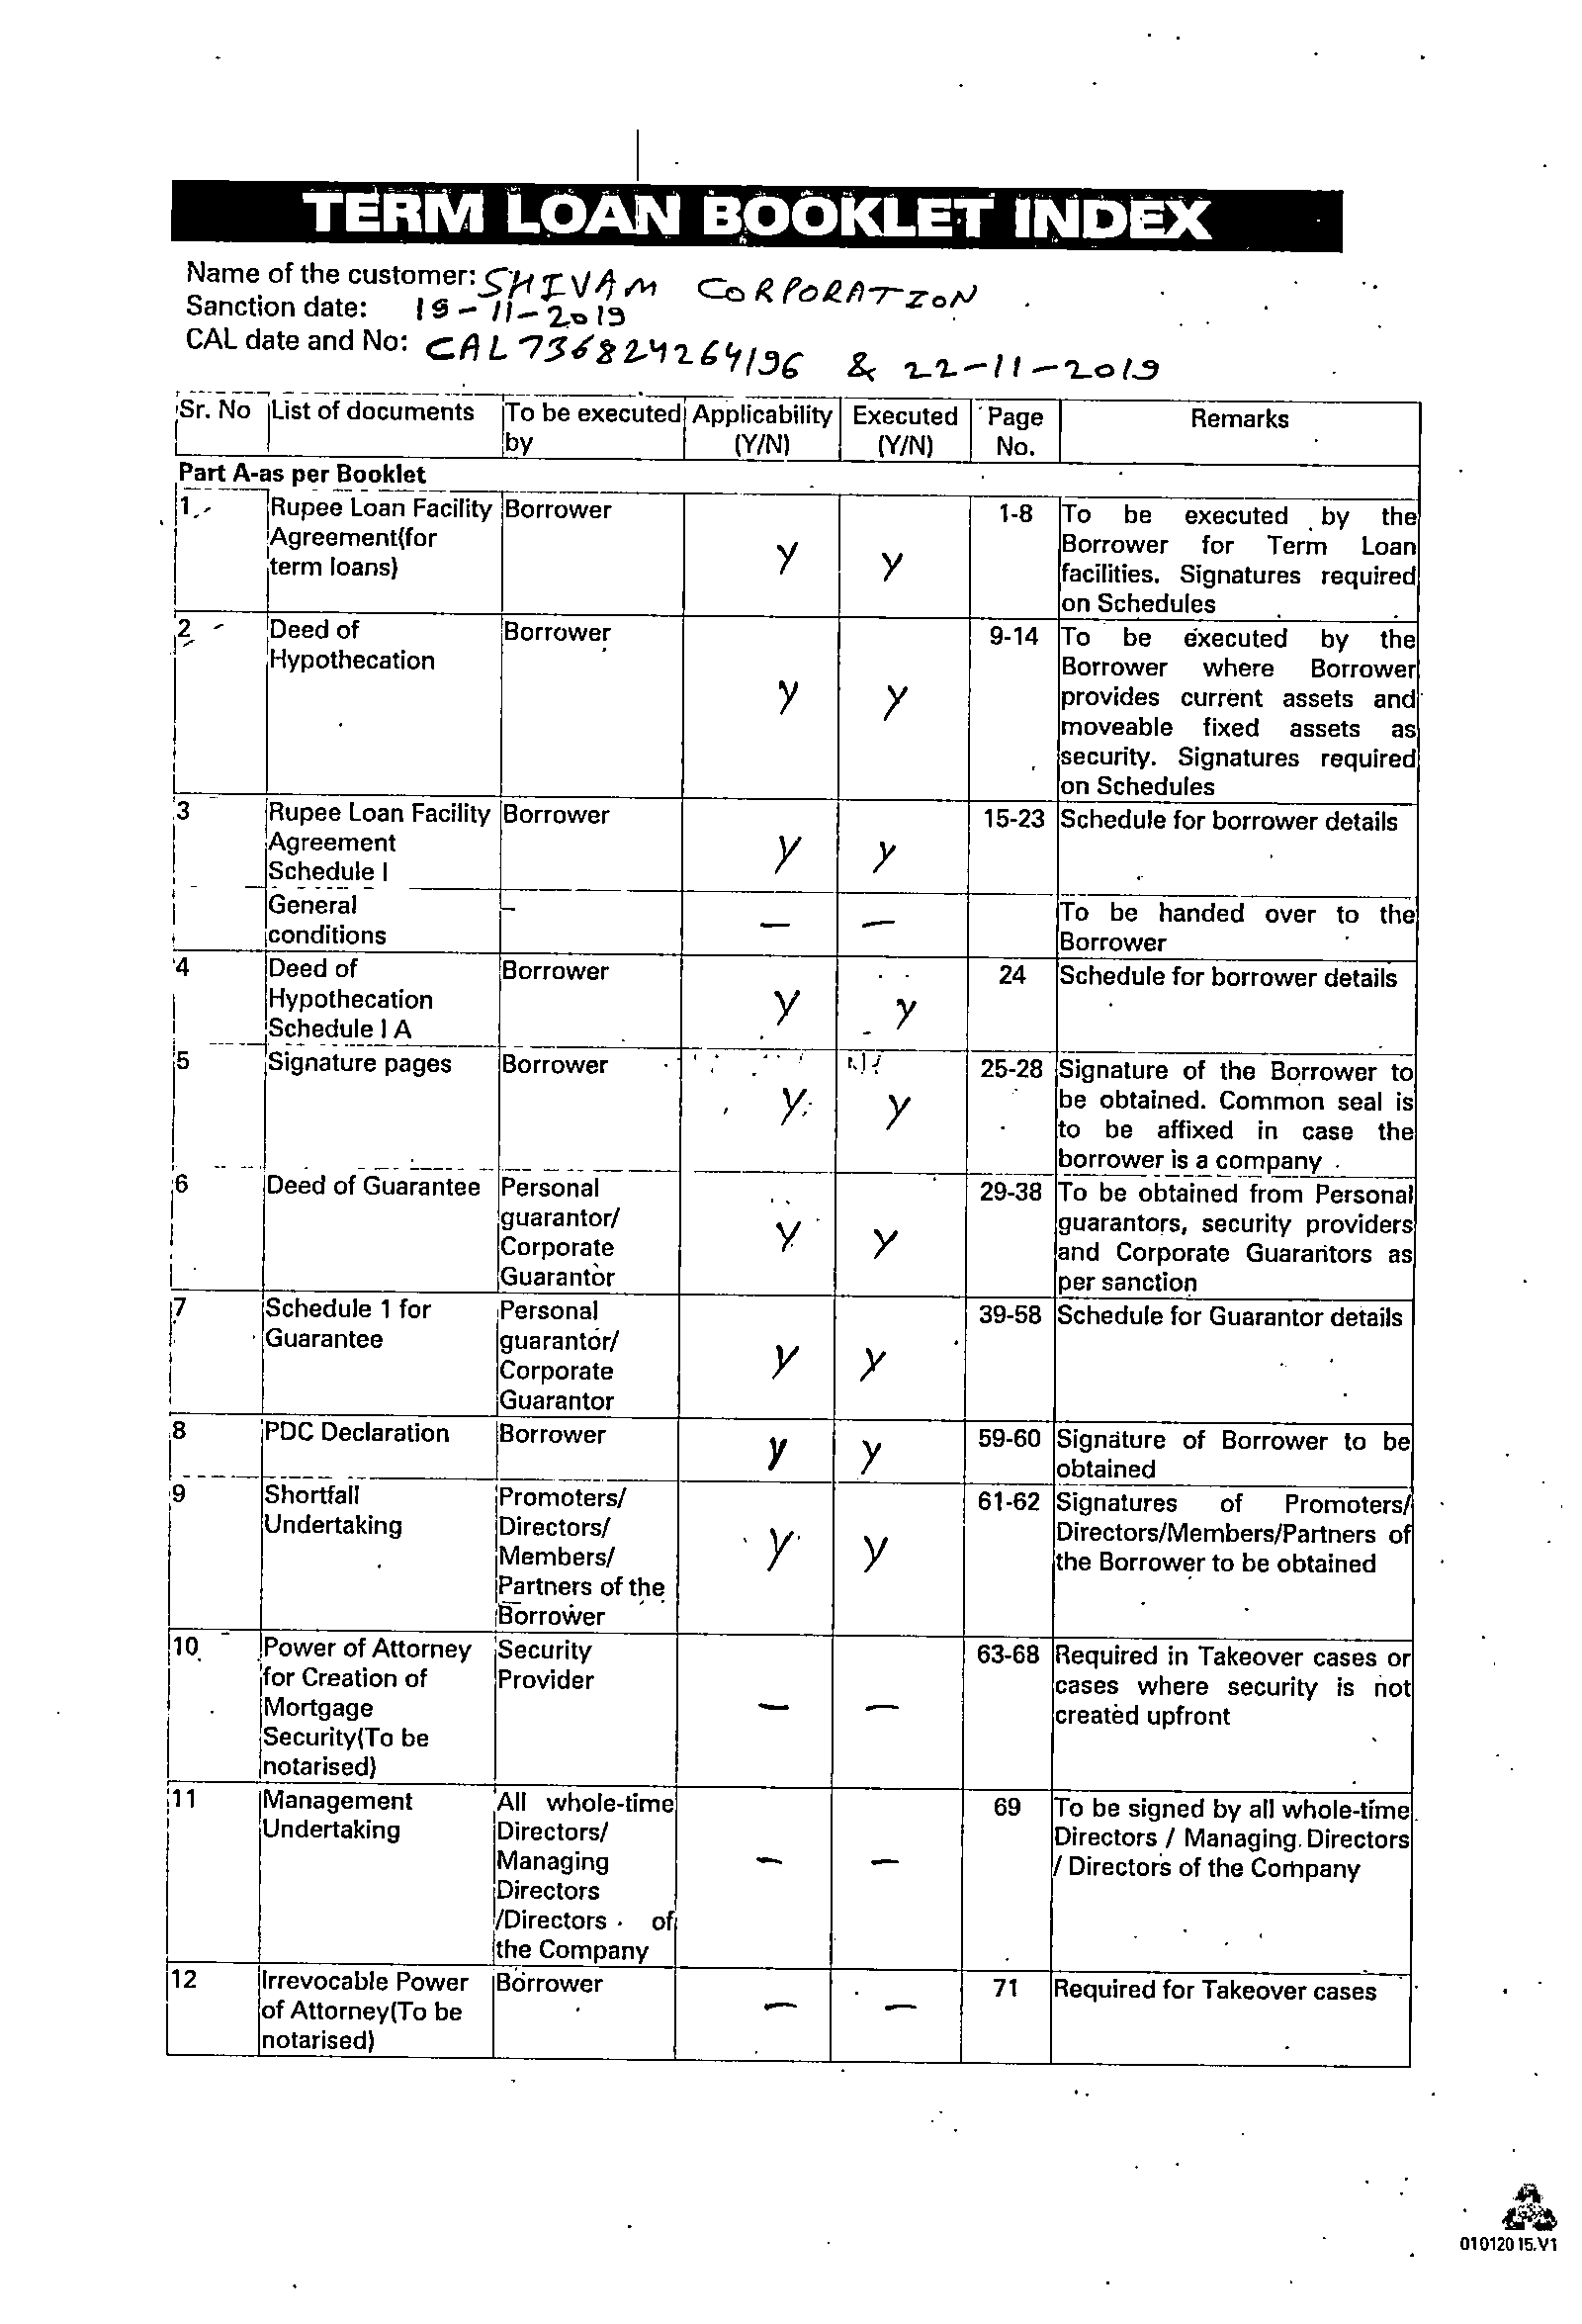 TERM LOAN BOOKLET INDEX
Name of the customer: SHIVAM CORPORATION
Sanction date: 19-11-2019
CAL date and No: CAL736824264196 & 22-11-2019
Sr. No List of documents To be executed by Applicability (Y/N) Executed (Y/N) Page No. Remarks
Part A-as per Booklet
1 Rupee Loan Facility Agreement(for term loans) Borrower Y Y 1-8 To be executed by the Borrower for Term Loan facilities. Signatures required on Schedules
2 Deed of Hypothecation Borrower Y Y 9-14 To be executed by the Borrower where Borrower provides current assets and moveable fixed assets as security. Signatures required on Schedules
3 Rupee Loan Facility Agreement Schedule I Borrower Y Y 15-23 Schedule for borrower details
General conditions – – – To be handed over to the Borrower
4 Deed of Hypothecation Schedule I A Borrower Y Y 24 Schedule for borrower details
5 Signature pages Borrower Y Y 25-28 Signature of the Borrower to be obtained. Common seal is to be affixed in case the borrower is a company
6 Deed of Guarantee Personal guarantor/ Corporate Guarantor Y Y 29-38 To be obtained from Personal guarantors, security providers and Corporate Guarantors as per sanction
7 Schedule 1 for Guarantee Personal guarantor/ Corporate Guarantor Y Y 39-58 Schedule for Guarantor details
8 PDC Declaration Borrower Y Y 59-60 Signature of Borrower to be obtained
9 Shortfall Undertaking Promoters/ Directors/ Members/ Partners of the Borrower Y Y 61-62 Signatures of Promoters/ Directors/Members/Partners of the Borrower to be obtained
10 Power of Attorney for Creation of Mortgage Security(To be notarised) Security Provider – – 63-68 Required in Takeover cases or cases where security is not created upfront
11 Management Undertaking All whole-time Directors/ Managing Directors /Directors of the Company – – 69 To be signed by all whole-time Directors / Managing Directors / Directors of the Company
12 Irrevocable Power of Attorney(To be notarised) Borrower – – 71 Required for Takeover cases
01012015.V1